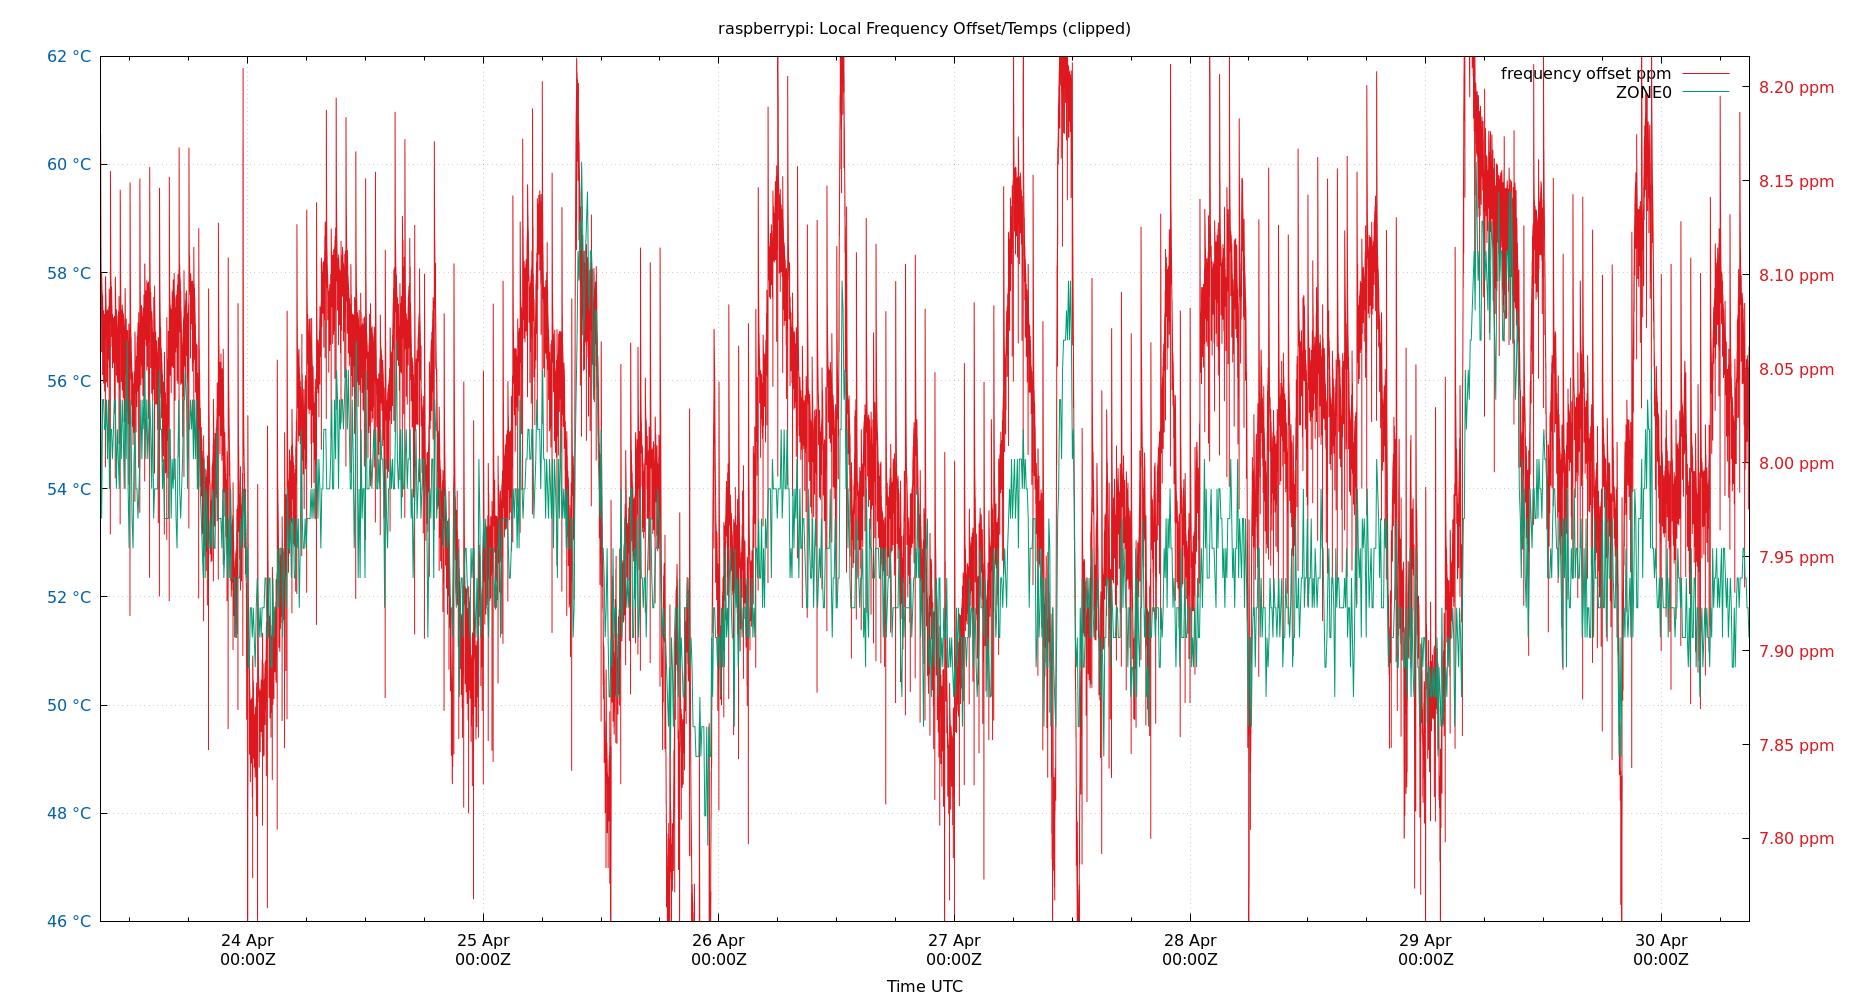 raspberrypi: Local Frequency Offset/Temps (clipped)
62 °C
60 °C
58 °C
56 °C
54 °C
52 °C
50 °C
48 °C
46 °C
frequency offset ppm
ZONE0
8.20 ppm
8.15 ppm
8.10 ppm
8.05 ppm
8.00 ppm
7.95 ppm
7.90 ppm
7.85 ppm
7.80 ppm
24 Apr 25 Apr 26 Apr 27 Apr 28 Apr 29 Apr 30 Apr
00:00Z 00:00Z 00:00Z 00:00Z 00:00Z 00:00Z 00:00Z
Time UTC